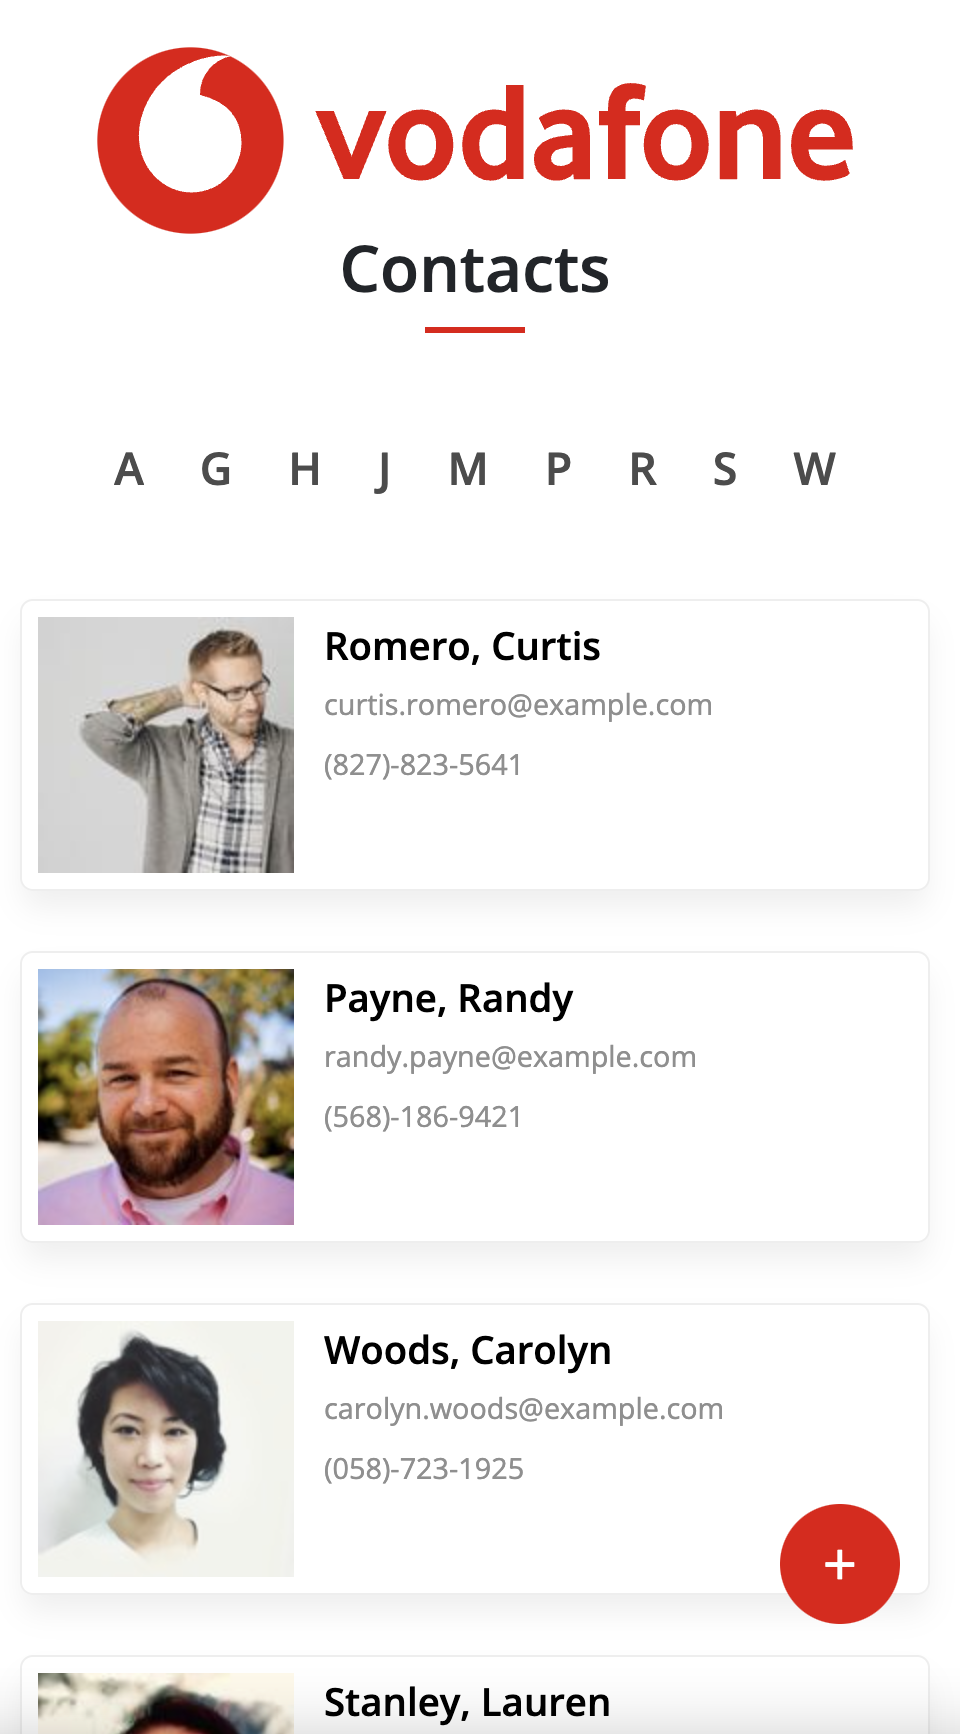 vodafone
Contacts
A G H J M P R S W
Romero, Curtis
curtis.romero@example.com
(827)-823-5641
Payne, Randy
randy.payne@example.com
(568)-186-9421
Woods, Carolyn
carolyn.woods@example.com
(058)-723-1925
+
Stanley, Lauren